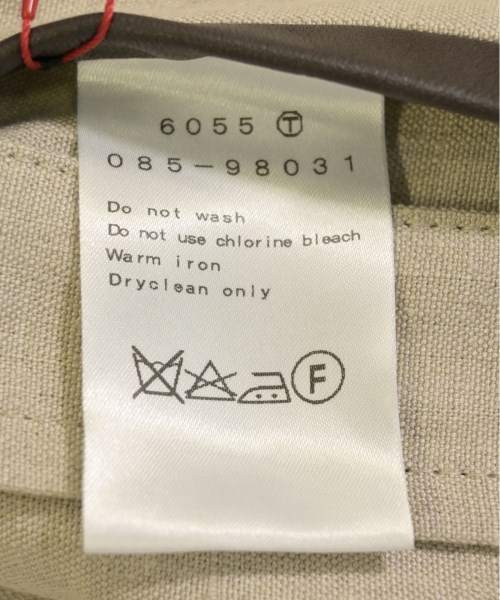 6055 Ⓣ
085-98031
Do not wash
Do not use chlorine bleach
Warm iron
Dryclean only
F